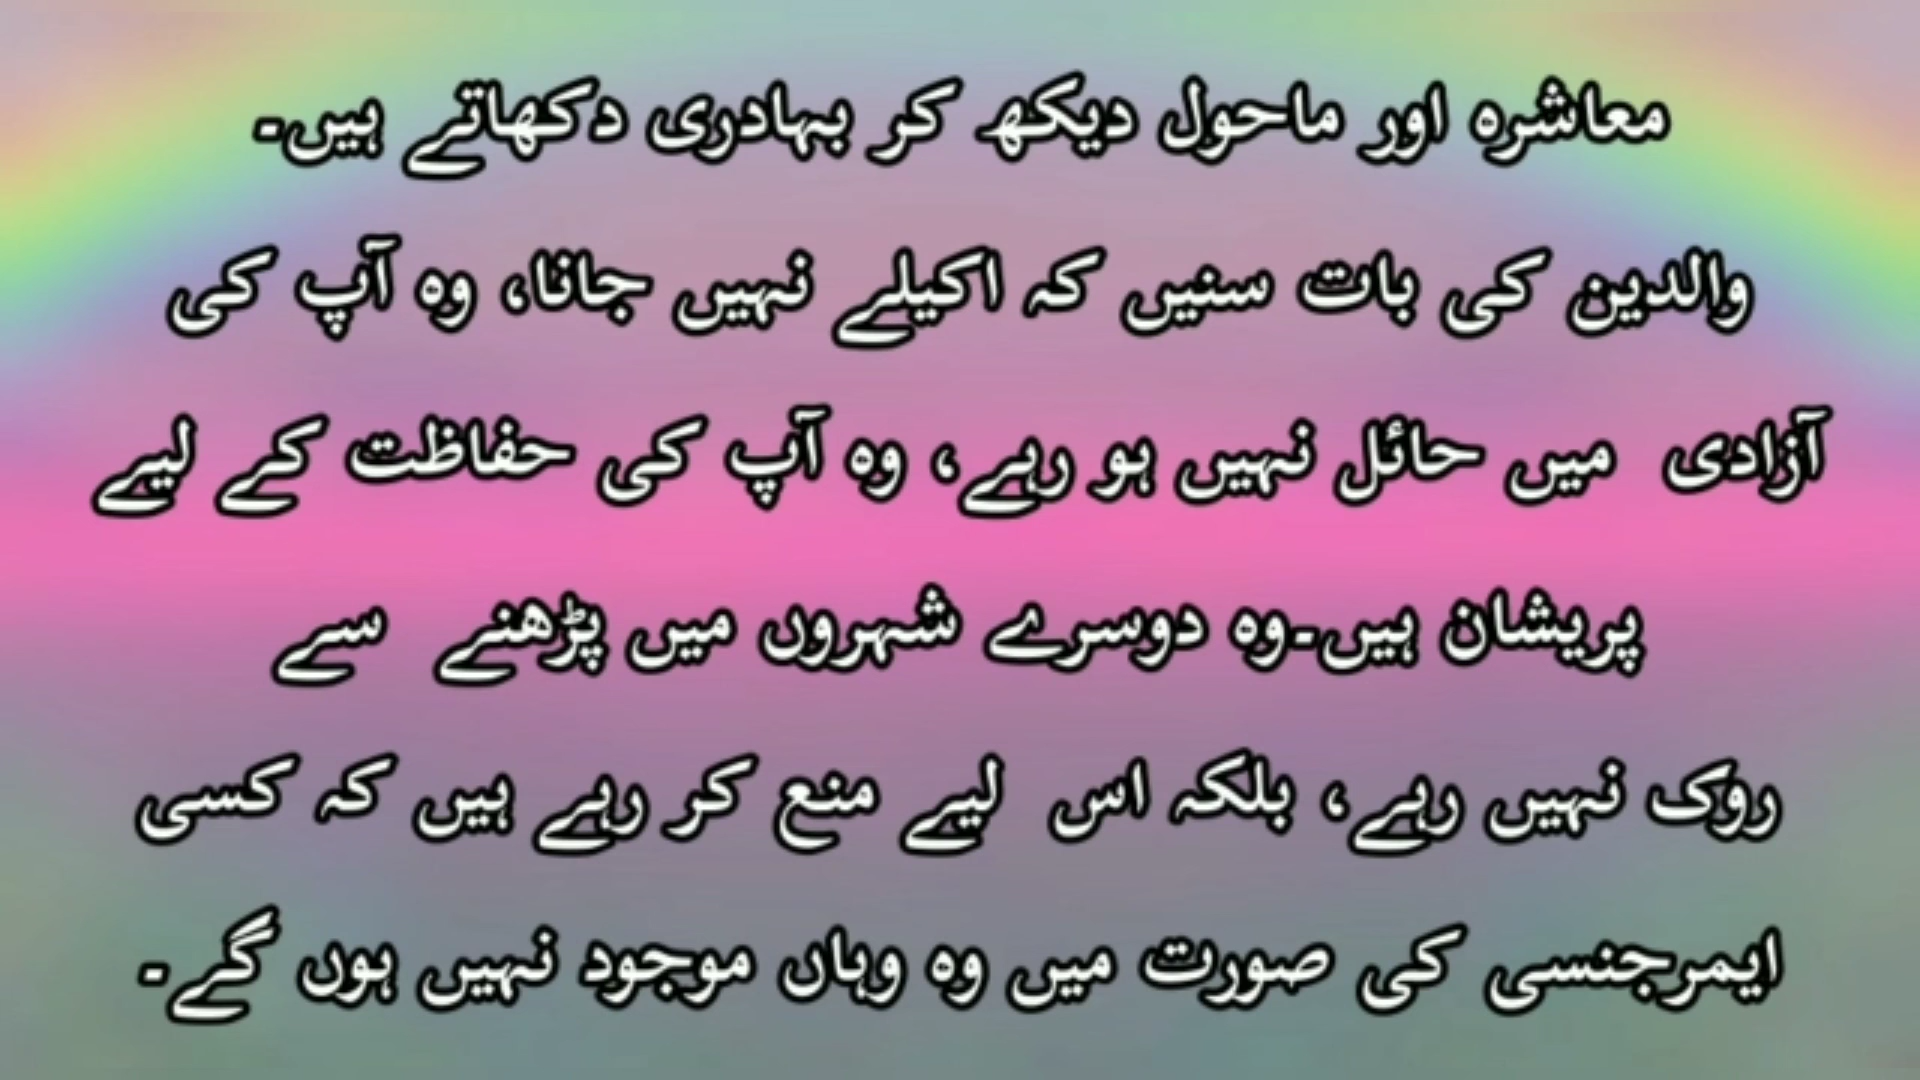 معاشرہ اور ماحول دیکھ کر بہادری دکھاتے ہیں۔
والدین کی بات سنیں کہ اکیلے نہیں جانا، وہ آپ کی
آزادی میں حائل نہیں ہو رہے، وہ آپ کی حفاظت کے لیے
پریشان ہیں۔وہ دوسرے شہروں میں پڑھنے سے
روک نہیں رہے، بلکہ اس لیے منع کر رہے ہیں کہ کسی
ایمرجنسی کی صورت میں وہ وہاں موجود نہیں ہوں گے۔